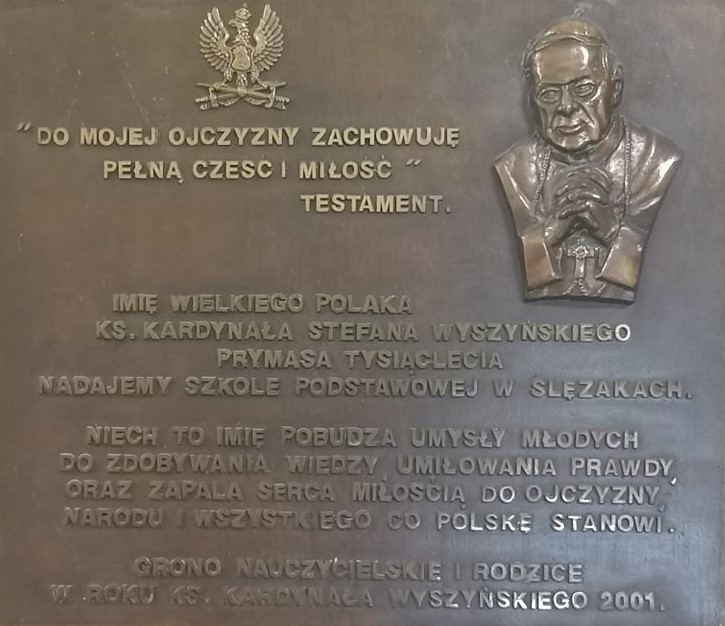 "DO MOJEJ OJCZYZNY ZACHOWUJĘ
PEŁNĄ CZEŚĆ I MIŁOŚĆ"
TESTAMENT.
IMIĘ WIELKIEGO POLAKA
KS. KARDYNAŁA STEFANA WYSZYŃSKIEGO
PRYMASA TYSIĄCLECIA
NADAJEMY SZKOLE PODSTAWOWEJ W ŚLĘZAKACH.
NIECH TO IMIĘ POBUDZA UMYSŁY MŁODYCH
DO ZDOBYWANIA WIEDZY, UMIŁOWANIA PRAWDY,
ORAZ ZAPALA SERCA MIŁOŚCIĄ DO OJCZYZNY,
NARODU I WSZYSTKIEGO CO POLSKĘ STANOWI.
GRONO NAUCZYCIELSKIE I RODZICE
W ROKU KS. KARDYNAŁA WYSZYŃSKIEGO 2001.